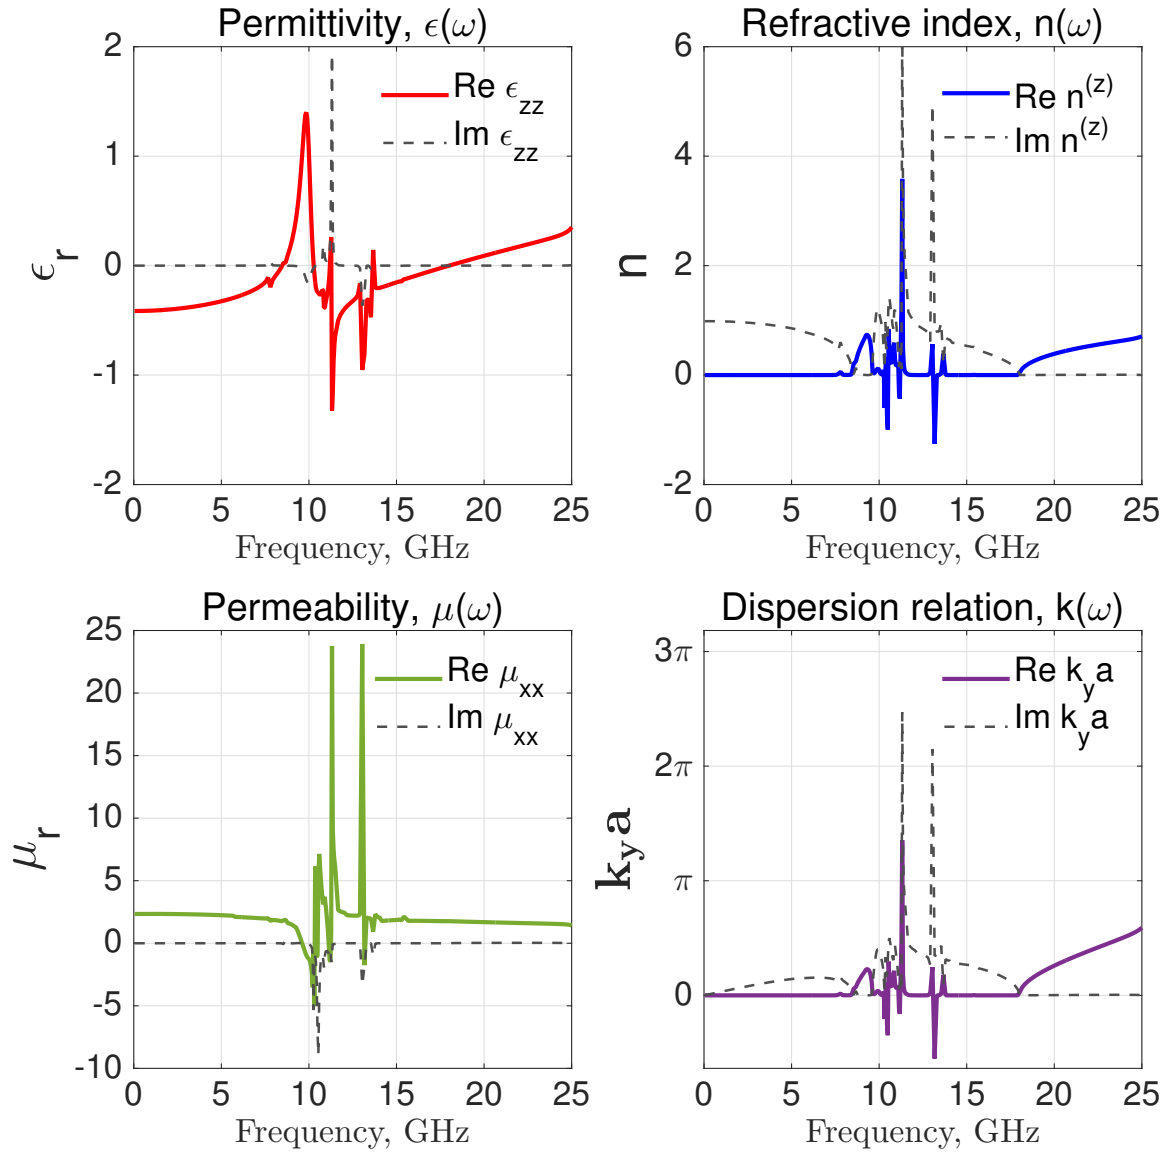 Permittivity, ϵ(ω)
2
1
0
-1
-2
ϵr
Re ϵzz
Im ϵzz
0 5 10 15 20 25
Frequency, GHz
Refractive index, n(ω)
6
4
2
0
-2
n
Re n(z)
Im n(z)
0 5 10 15 20 25
Frequency, GHz
Permeability, μ(ω)
25
20
15
10
5
0
-5
-10
μr
Re μxx
Im μxx
0 5 10 15 20 25
Frequency, GHz
Dispersion relation, k(ω)
3π
2π
π
0
kya
Re kya
Im kya
0 5 10 15 20 25
Frequency, GHz